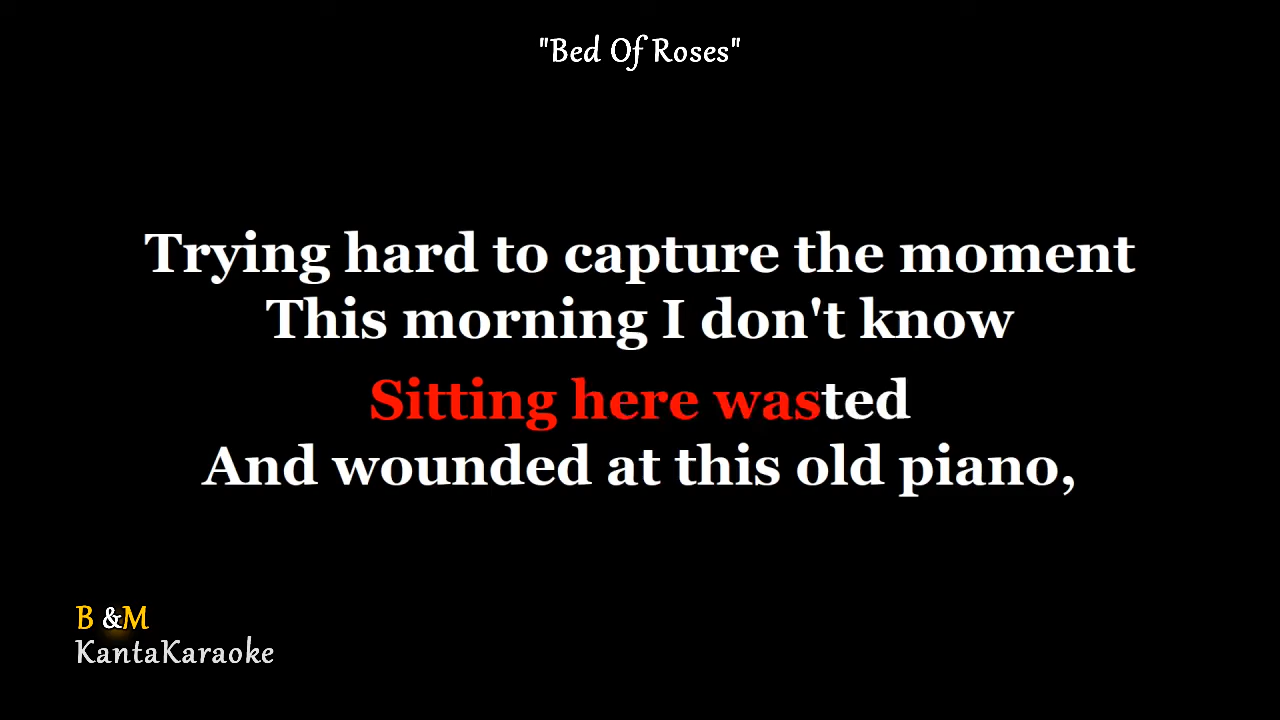 "Bed Of Roses"
Trying hard to capture the moment
This morning I don't know
Sitting here wasted
And wounded at this old piano,
B &M
KantaKaraoke